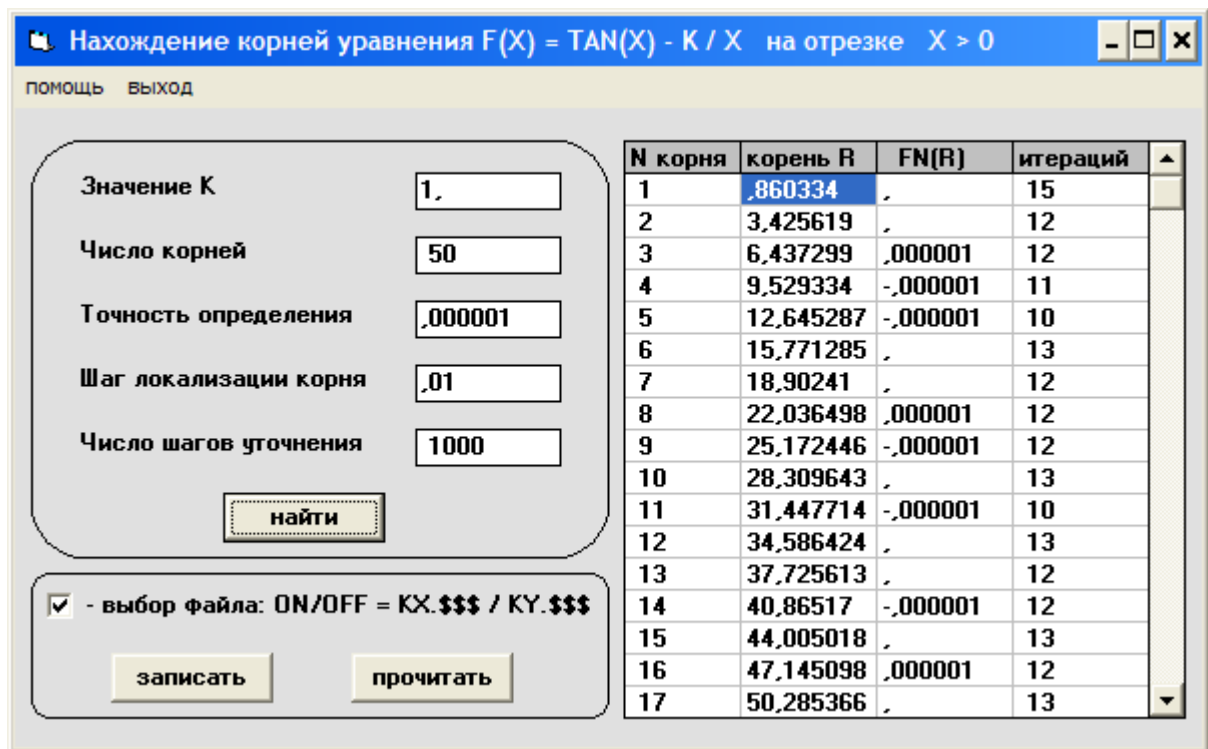 Нахождение корней уравнения F(X) = TAN(X) - K / X на отрезке X > 0
помощь выход
Значение K 1,
Число корней 50
Точность определения ,000001
Шаг локализации корня ,01
Число шагов уточнения 1000
найти
- выбор файла: ON/OFF = KX.$$$ / KY.$$$
записать прочитать
N корня корень R FN(R) итераций
1 ,860334 , 15
2 3,425619 , 12
3 6,437299 ,000001 12
4 9,529334 -,000001 11
5 12,645287 -,000001 10
6 15,771285 , 13
7 18,90241 , 12
8 22,036498 ,000001 12
9 25,172446 -,000001 12
10 28,309643 , 13
11 31,447714 -,000001 10
12 34,586424 , 13
13 37,725613 , 12
14 40,86517 -,000001 12
15 44,005018 , 13
16 47,145098 ,000001 12
17 50,285366 , 13